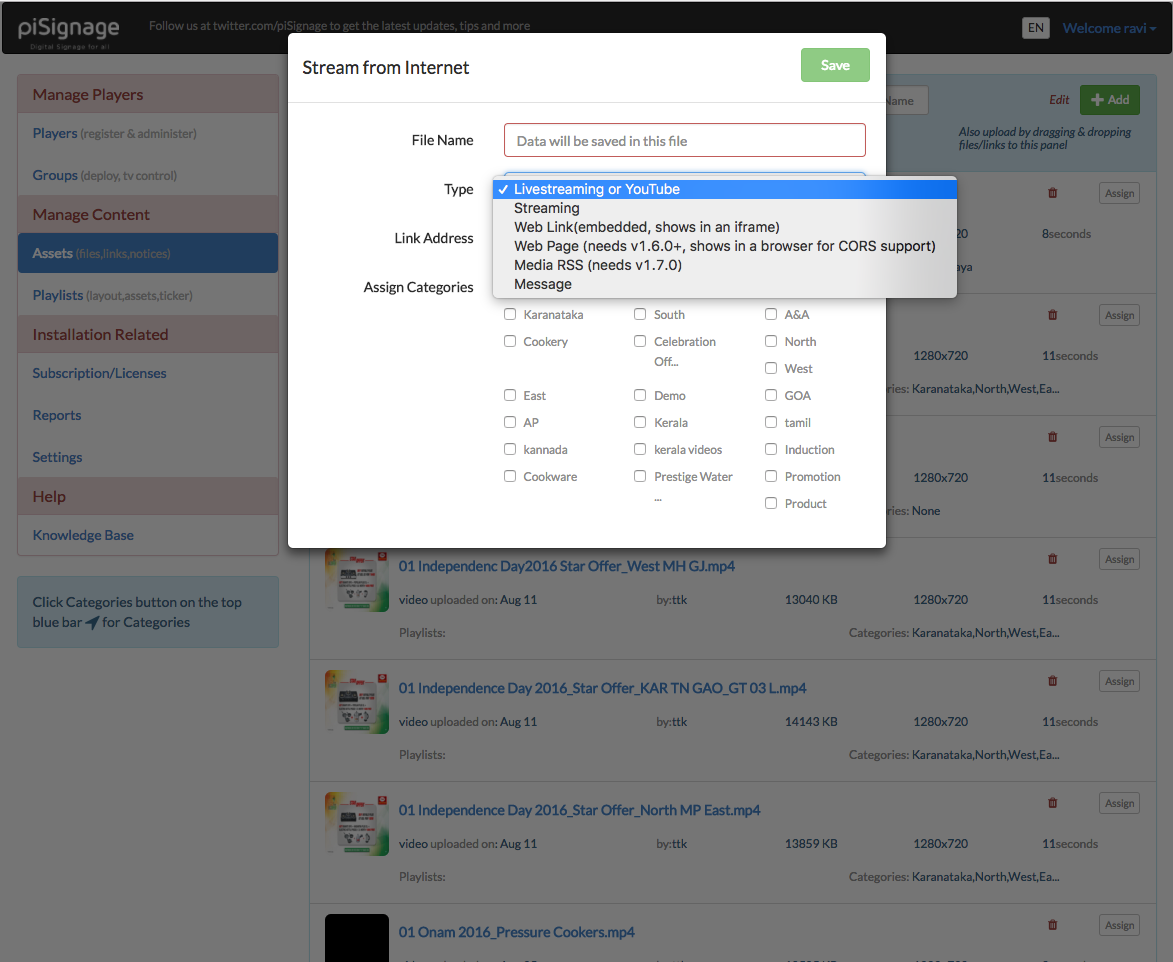 piSignage
Digital Signage for all
Follow us at twitter.com/piSignage to get the latest updates, tips and more
EN
Welcome ravi
Manage Players
Players (register & administer)
Groups (deploy, tv control)
Manage Content
Assets (files,links,notices)
Playlists (layout,assets,ticker)
Installation Related
Subscription/Licenses
Reports
Settings
Help
Knowledge Base
Click Categories button on the top
blue bar for Categories
Stream from Internet
Save
File Name
Data will be saved in this file
Type
✓ Livestreaming or YouTube
Streaming
Web Link(embedded, shows in an iframe)
Web Page (needs v1.6.0+, shows in a browser for CORS support)
Media RSS (needs v1.7.0)
Message
Link Address
Assign Categories
Karanataka South A&A
Cookery Celebration North
Off...
West
East Demo GOA
AP Kerala tamil
kannada kerala videos Induction
Cookware Prestige Water Promotion
...
Product
Name
Edit
+ Add
Also upload by dragging & dropping
files/links to this panel
Assign
20 8seconds
aya
Assign
1280x720 11seconds
ries: Karanataka,North,West,Ea...
Assign
1280x720 11seconds
ries: None
01 Independenc Day2016 Star Offer_West MH GJ.mp4 Assign
video uploaded on: Aug 11 by:ttk 13040 KB 1280x720 11seconds
Playlists: Categories: Karanataka,North,West,Ea...
01 Independence Day 2016_Star Offer_KAR TN GAO_GT 03 L.mp4 Assign
video uploaded on: Aug 11 by:ttk 14143 KB 1280x720 11seconds
Playlists: Categories: Karanataka,North,West,Ea...
01 Independence Day 2016_Star Offer_North MP East.mp4 Assign
video uploaded on: Aug 11 by:ttk 13859 KB 1280x720 11seconds
Playlists: Categories: Karanataka,North,West,Ea...
01 Onam 2016_Pressure Cookers.mp4 Assign